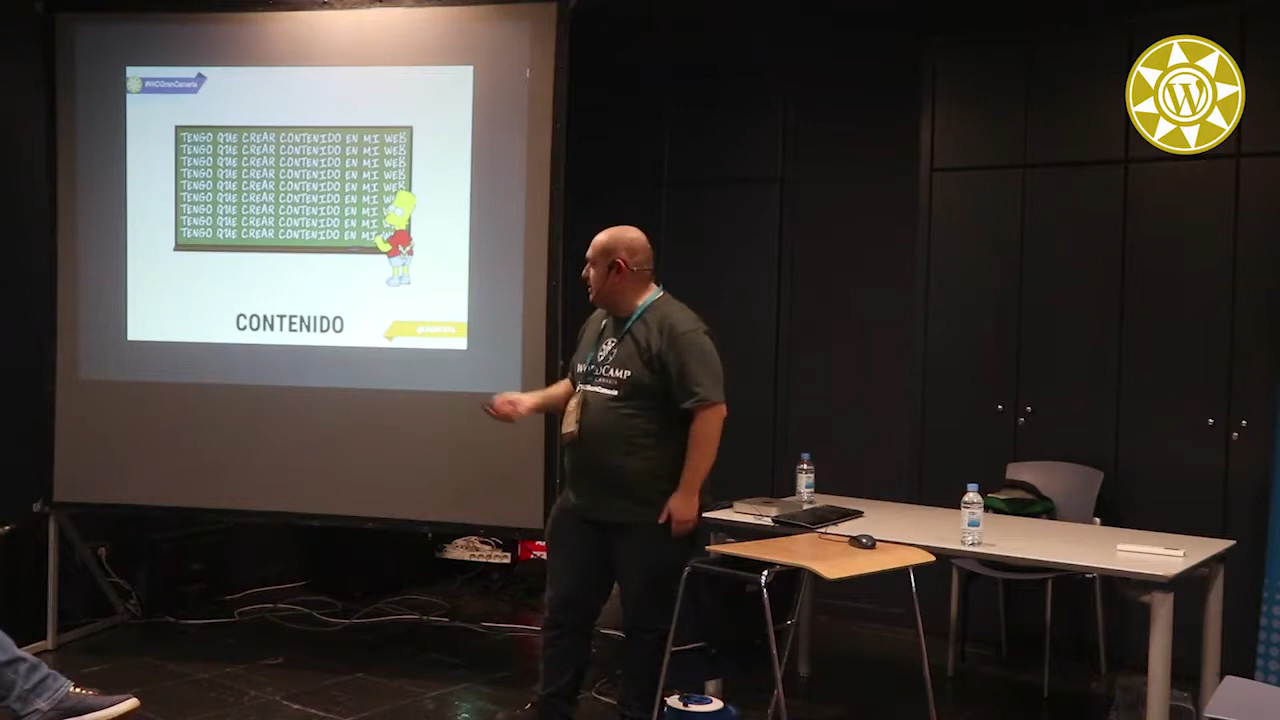 #WCGranCanaria
TENGO QUE CREAR CONTENIDO EN MI WEB
TENGO QUE CREAR CONTENIDO EN MI WEB
TENGO QUE CREAR CONTENIDO EN MI WEB
TENGO QUE CREAR CONTENIDO EN MI WEB
TENGO QUE CREAR CONTENIDO EN MI WEB
TENGO QUE CREAR CONTENIDO EN MI WE
TENGO QUE CREAR CONTENIDO EN MI
TENGO QUE CREAR CONTENIDO EN MI
TENGO QUE CREAR CONTENIDO EN MI W
CONTENIDO
WORDCAMP
W